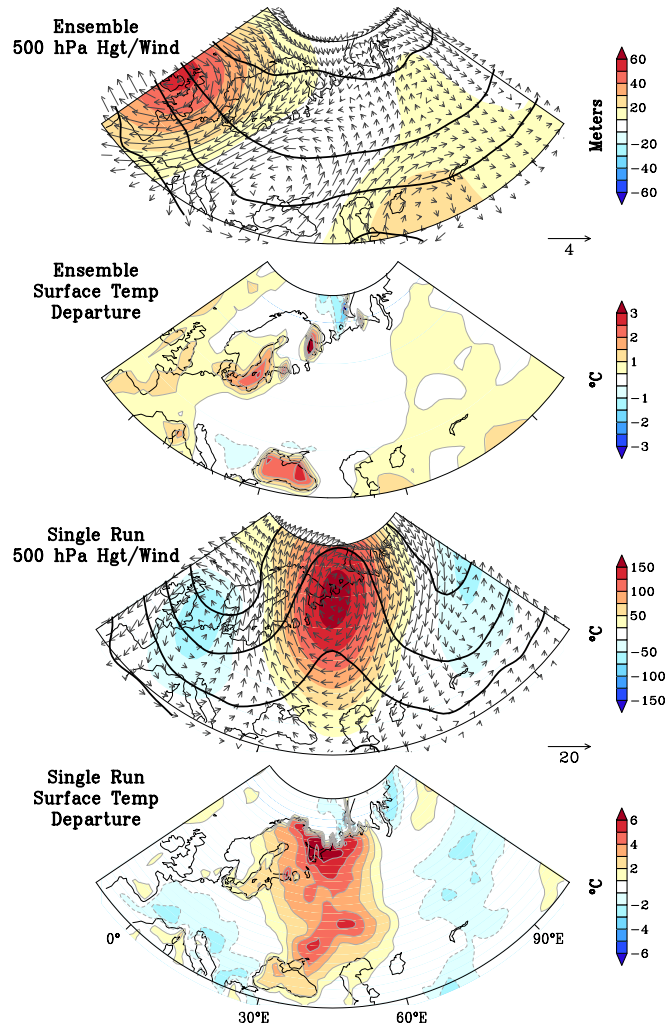 Ensemble
500 hPa Hgt/Wind
60
40
20
-20
-40
-60
Meters
4
Ensemble
Surface Temp
Departure
3
2
1
-1
-2
-3
°C
Single Run
500 hPa Hgt/Wind
150
100
50
-50
-100
-150
°C
20
Single Run
Surface Temp
Departure
6
4
2
-2
-4
-6
°C
0°
90°E
30°E
60°E